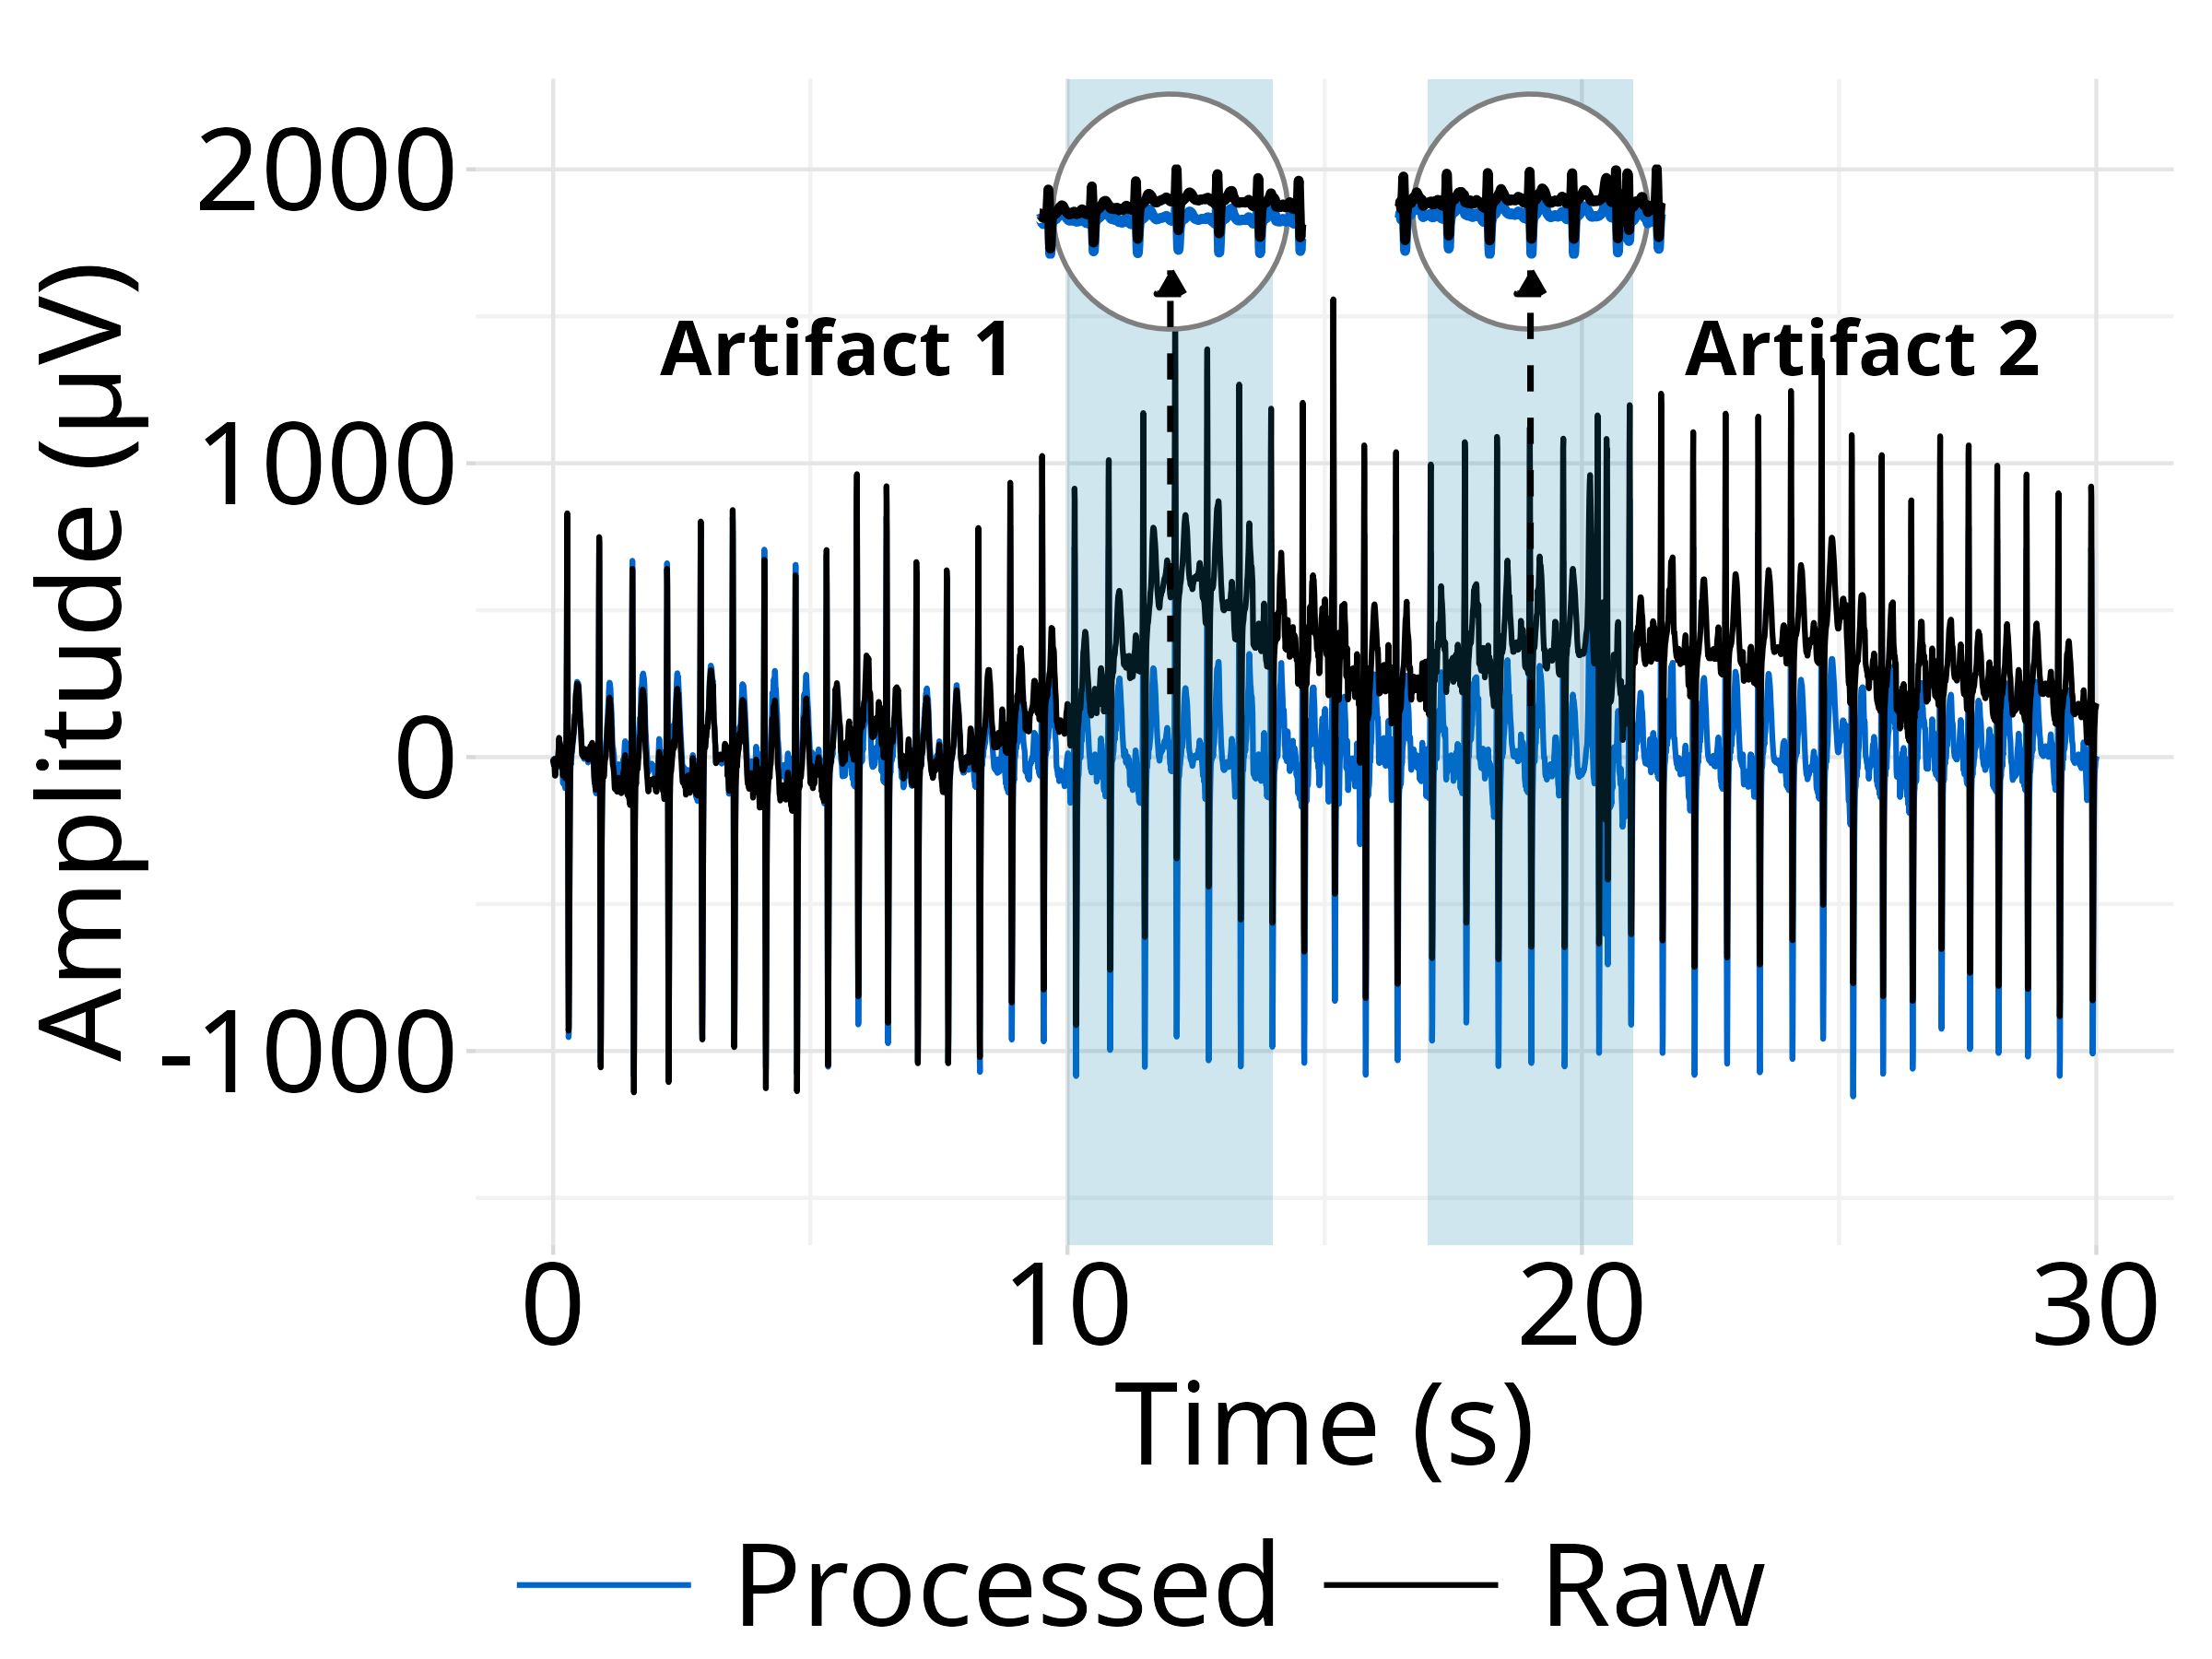 2000
1000
0
-1000
Amplitude (µV)
Artifact 1
Artifact 2
0 10 20 30
Time (s)
Processed Raw